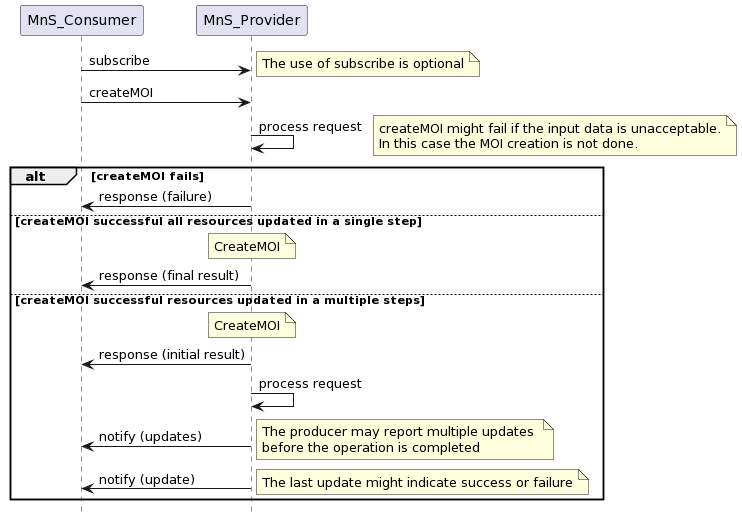 MnS_Consumer
MnS_Provider
subscribe
The use of subscribe is optional
createMOI
process request
createMOI might fail if the input data is unacceptable.
In this case the MOI creation is not done.
alt
[createMOI fails]
response (failure)
[createMOI successful all resources updated in a single step]
CreateMOI
response (final result)
[createMOI successful resources updated in a multiple steps]
CreateMOI
response (initial result)
process request
notify (updates)
The producer may report multiple updates
before the operation is completed
notify (update)
The last update might indicate success or failure